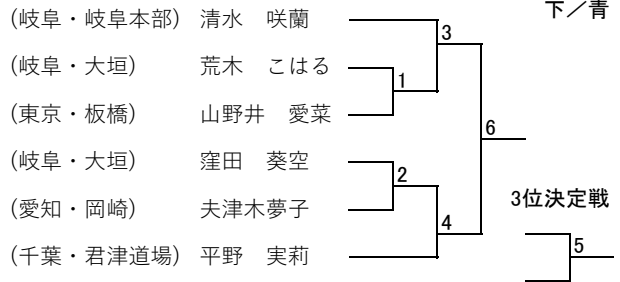 下／青
(岐阜・岐阜本部) 清水　咲蘭
3
(岐阜・大垣) 荒木　こはる
1
(東京・板橋) 山野井　愛菜
6
(岐阜・大垣) 窪田　葵空
2
(愛知・岡崎) 夫津木夢子
3位決定戦
4
(千葉・君津道場) 平野　実莉
5